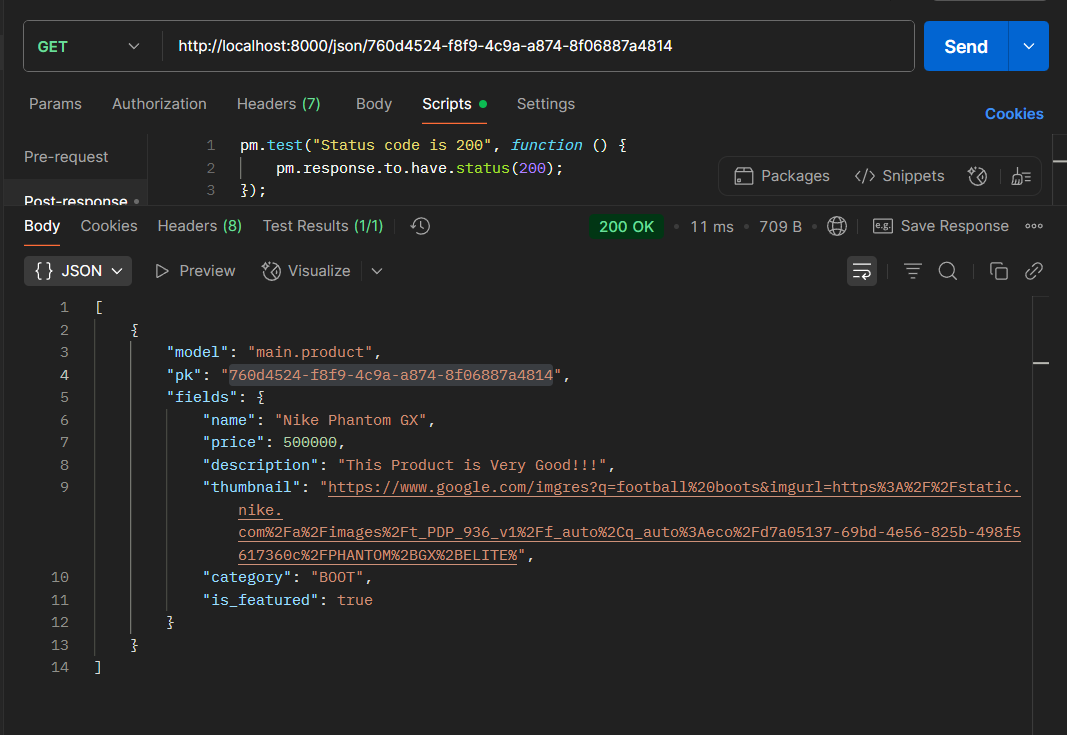 GET http://localhost:8000/json/760d4524-f8f9-4c9a-a874-8f06887a4814 Send
Params Authorization Headers (7) Body Scripts Settings
Cookies
Pre-request
Post-response
1 pm.test("Status code is 200", function () {
2 pm.response.to.have.status(200);
3 });
Packages </> Snippets
Body Cookies Headers (8) Test Results (1/1) 200 OK 11 ms 709 B e.g. Save Response
{ } JSON Preview Visualize
1 [
2 {
3 "model": "main.product",
4 "pk": "760d4524-f8f9-4c9a-a874-8f06887a4814",
5 "fields": {
6 "name": "Nike Phantom GX",
7 "price": 500000,
8 "description": "This Product is Very Good!!!",
9 "thumbnail": "https://www.google.com/imgres?q=football%20boots&imgurl=https%3A%2F%2Fstatic.
nike.
com%2Fa%2Fimages%2Ft_PDP_936_v1%2Ff_auto%2Cq_auto%3Aeco%2Fd7a05137-69bd-4e56-825b-498f5
617360c%2FPHANTOM%2BGX%2BELITE%",
10 "category": "BOOT",
11 "is_featured": true
12 }
13 }
14 ]